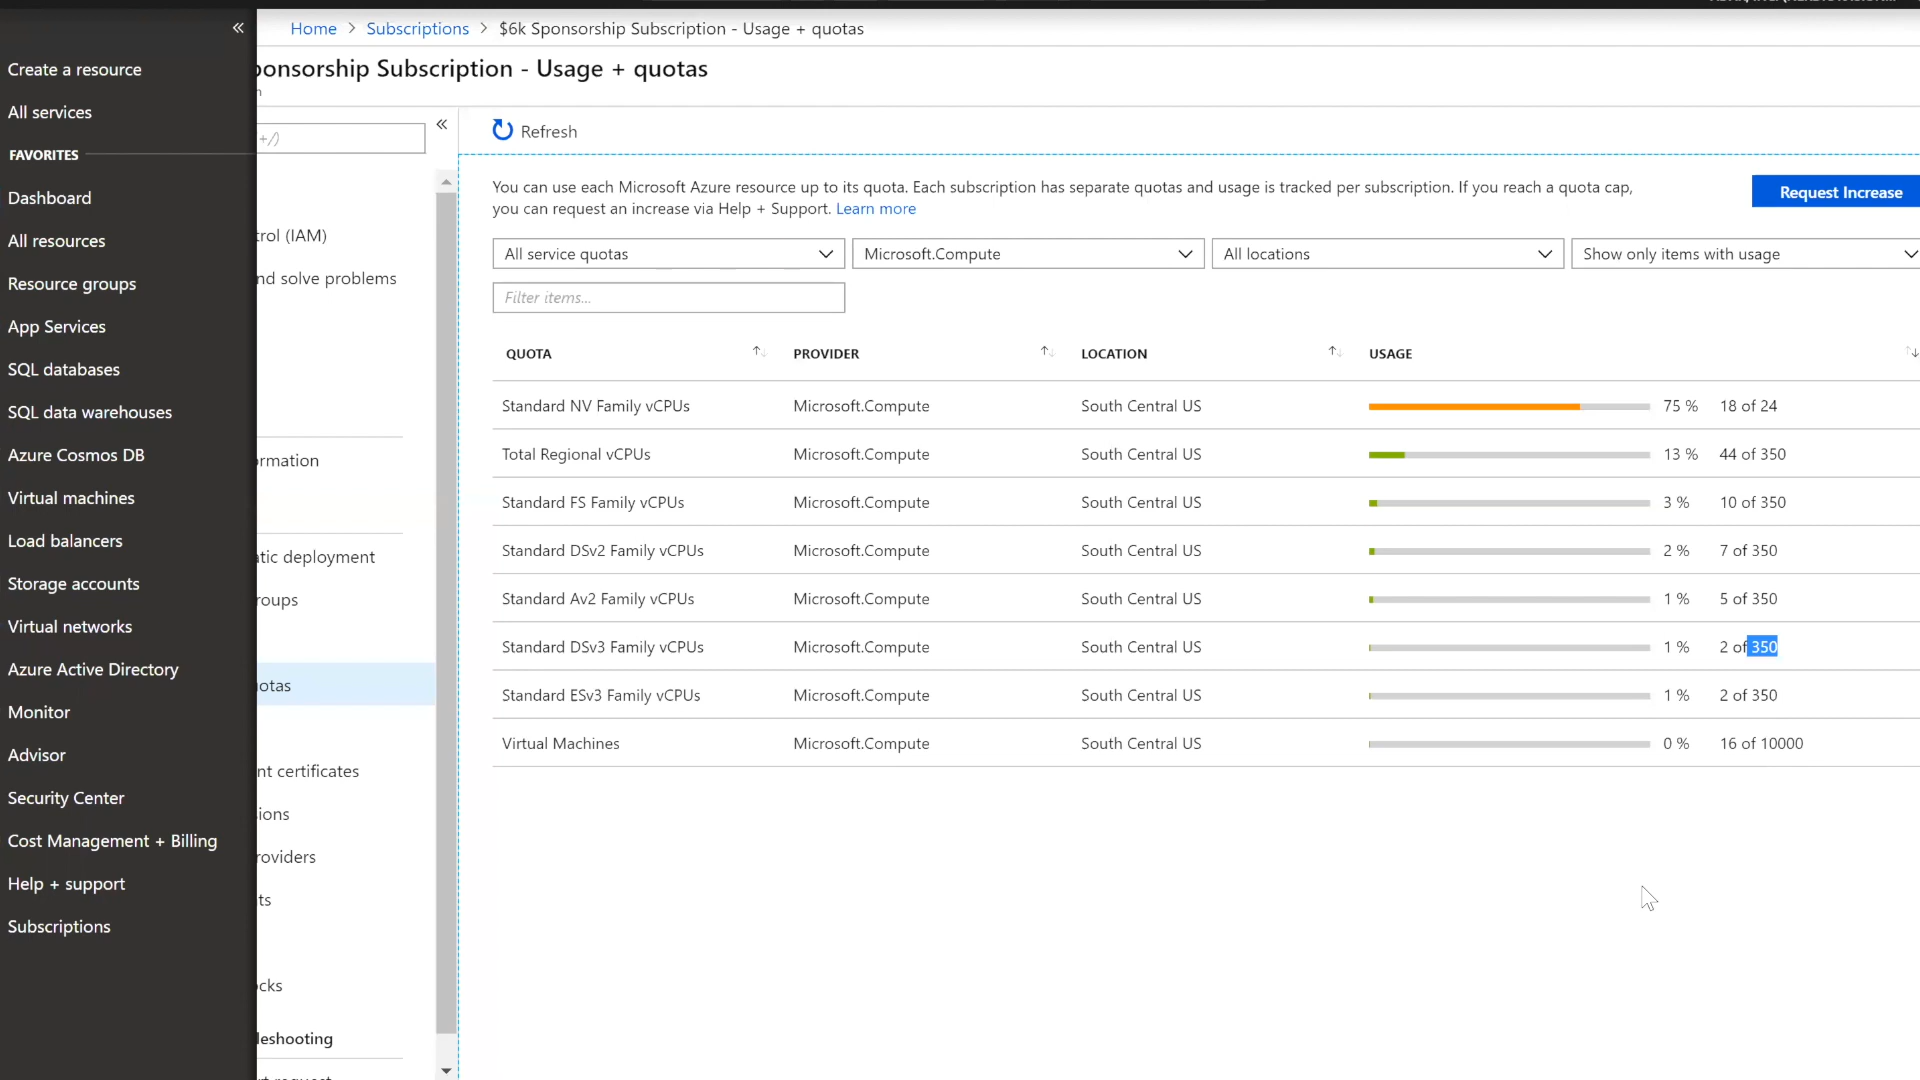 Home > Subscriptions > $6k Sponsorship Subscription - Usage + quotas
ponsorship Subscription - Usage + quotas
Create a resource
All services
FAVORITES
Dashboard
All resources
Resource groups
App Services
SQL databases
SQL data warehouses
Azure Cosmos DB
Virtual machines
Load balancers
Storage accounts
Virtual networks
Azure Active Directory
Monitor
Advisor
Security Center
Cost Management + Billing
Help + support
Subscriptions
+/)
trol (IAM)
nd solve problems
rmation
tic deployment
roups
otas
nt certificates
ions
roviders
ts
cks
leshooting
Refresh
You can use each Microsoft Azure resource up to its quota. Each subscription has separate quotas and usage is tracked per subscription. If you reach a quota cap,
you can request an increase via Help + Support. Learn more
Request Increase
All service quotas
Microsoft.Compute
All locations
Show only items with usage
Filter items...
QUOTA PROVIDER LOCATION USAGE
Standard NV Family vCPUs Microsoft.Compute South Central US 75 % 18 of 24
Total Regional vCPUs Microsoft.Compute South Central US 13 % 44 of 350
Standard FS Family vCPUs Microsoft.Compute South Central US 3 % 10 of 350
Standard DSv2 Family vCPUs Microsoft.Compute South Central US 2 % 7 of 350
Standard Av2 Family vCPUs Microsoft.Compute South Central US 1 % 5 of 350
Standard DSv3 Family vCPUs Microsoft.Compute South Central US 1 % 2 of 350
Standard ESv3 Family vCPUs Microsoft.Compute South Central US 1 % 2 of 350
Virtual Machines Microsoft.Compute South Central US 0 % 16 of 10000